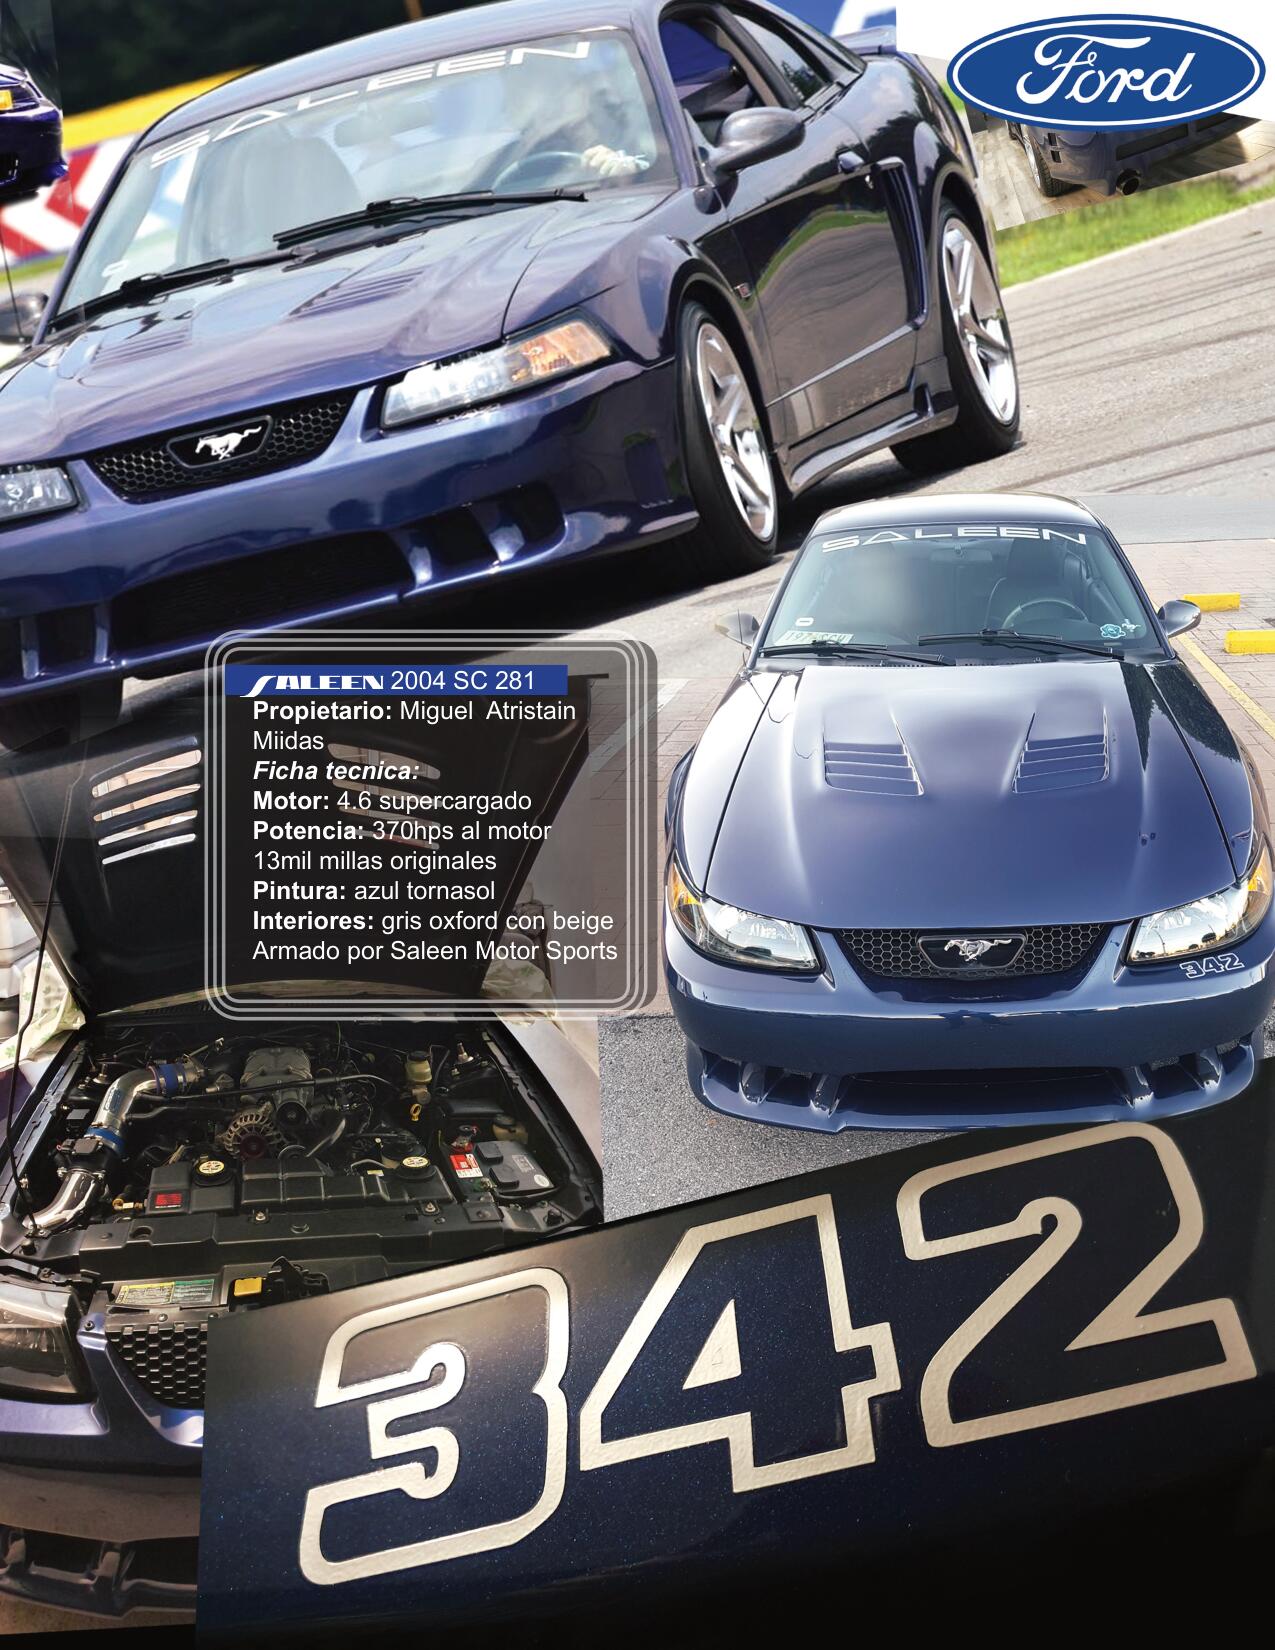 Ford
SALEEN
SALEEN
SALEEN 2004 SC 281
Propietario: Miguel Atristain
Miidas
Ficha tecnica:
Motor: 4.6 supercargado
Potencia: 370hps al motor
13mil millas originales
Pintura: azul tornasol
Interiores: gris oxford con beige
Armado por Saleen Motor Sports
342
342